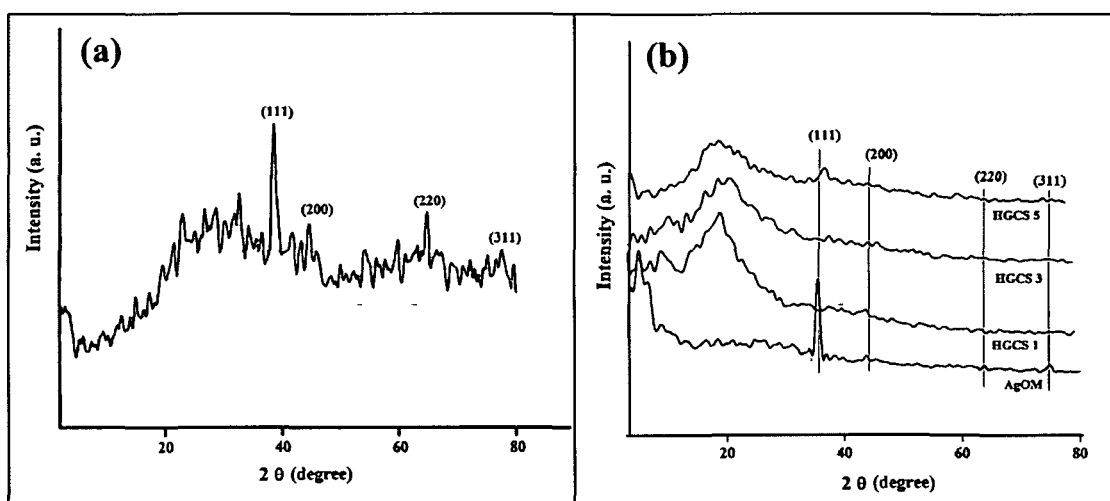 (a)
(111)
(200)
(220)
(311)
Intensity (a. u.)
20
40
60
80
2 θ (degree)
(b)
(111)
(200)
(220)
(311)
HGCS 5
HGCS 3
HGCS 1
AgOM
Intensity (a. u.)
20
40
60
80
2 θ (degree)